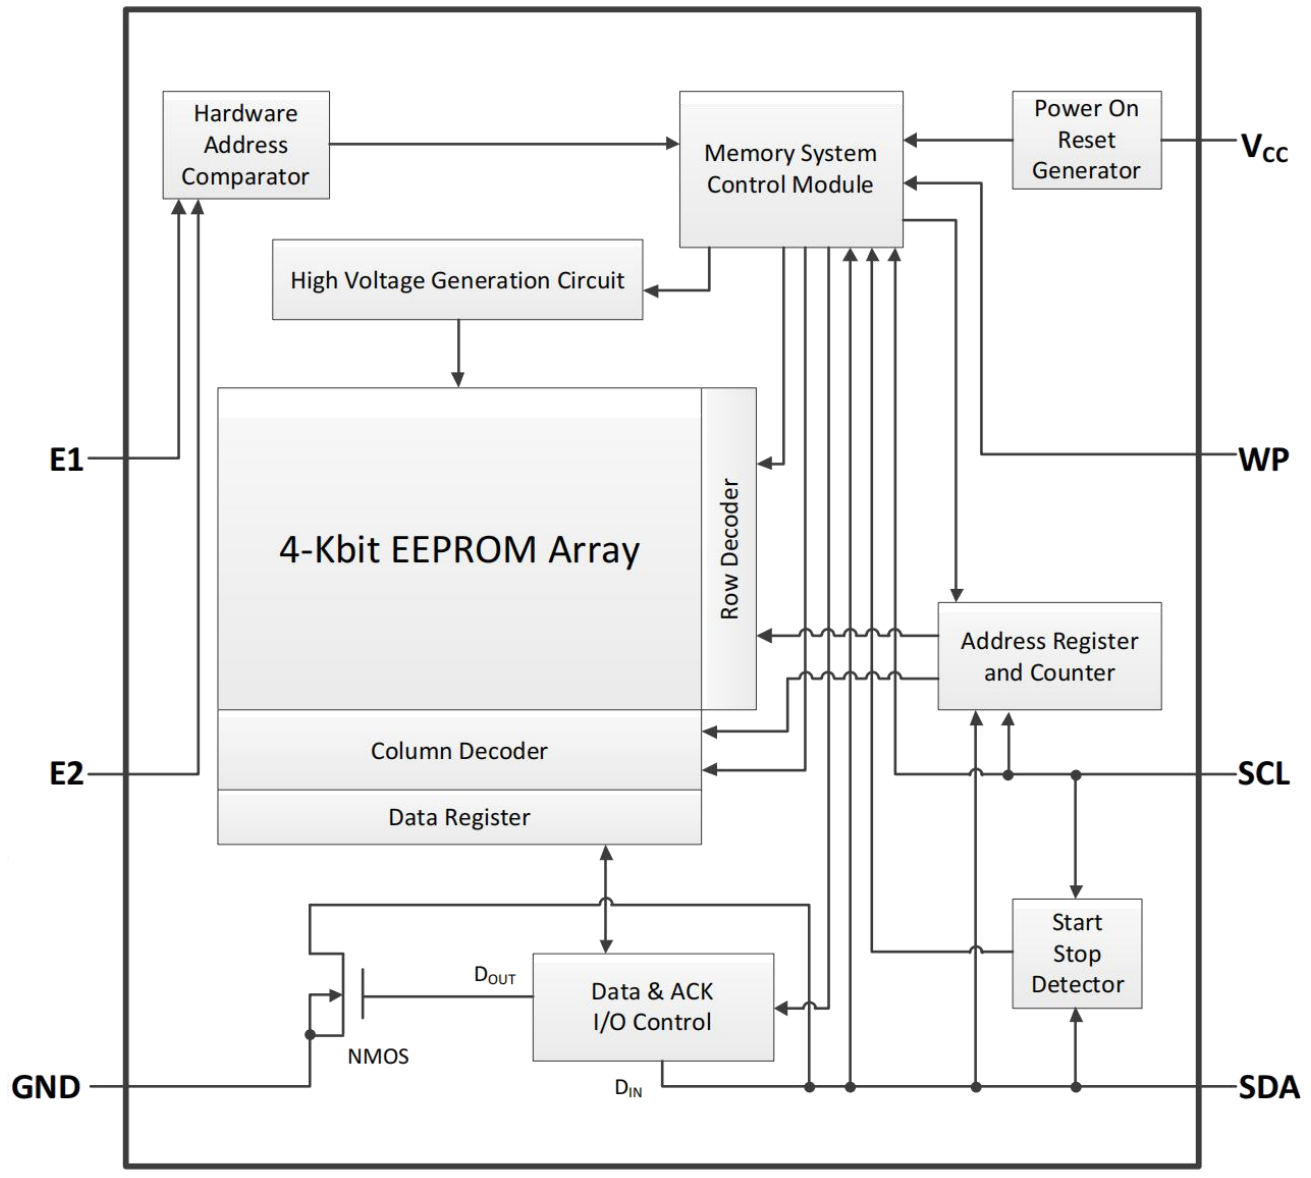 Hardware
Address
Comparator
Memory System
Control Module
Power On
Reset
Generator
VCC
High Voltage Generation Circuit
E1
WP
4-Kbit EEPROM Array
Row Decoder
Address Register
and Counter
Column Decoder
E2
SCL
Data Register
Start
Stop
Detector
DOUT
Data & ACK
I/O Control
NMOS
GND
DIN
SDA